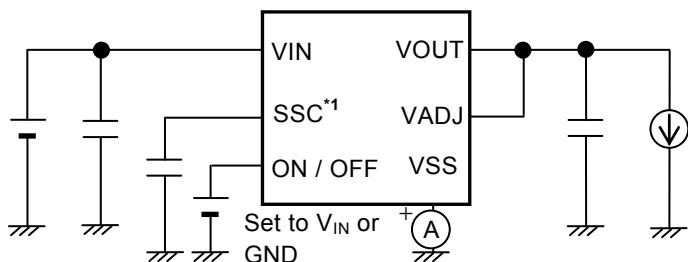 VIN VOUT
SSC*1 VADJ
ON / OFF VSS
Set to VIN or
GND
+
A